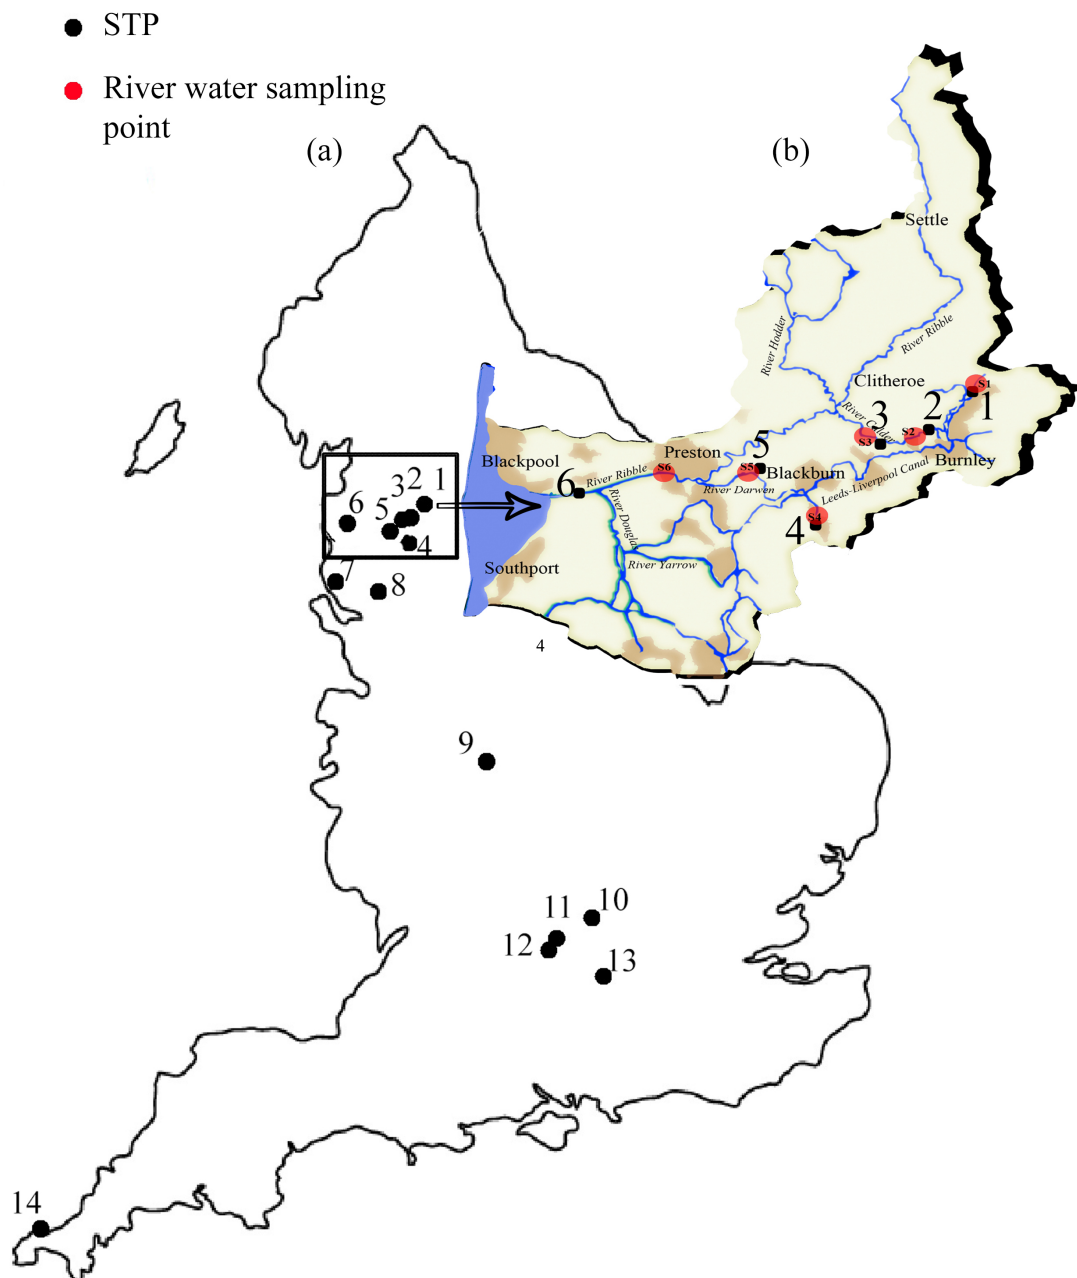 STP
River water sampling
point
(a)
(b)
Settle
River Hodder
River Ribble
Clitheroe
S1
River Calder
3
2
1
S2
S3
Burnley
Leeds-Liverpool Canal
Preston
5
Blackburn
Blackpool
River Ribble
S6
S5
6
River Darwen
S4
4
River Douglas
River Yarrow
Southport
4
3
2
1
6
5
4
7
8
9
10
11
12
13
14